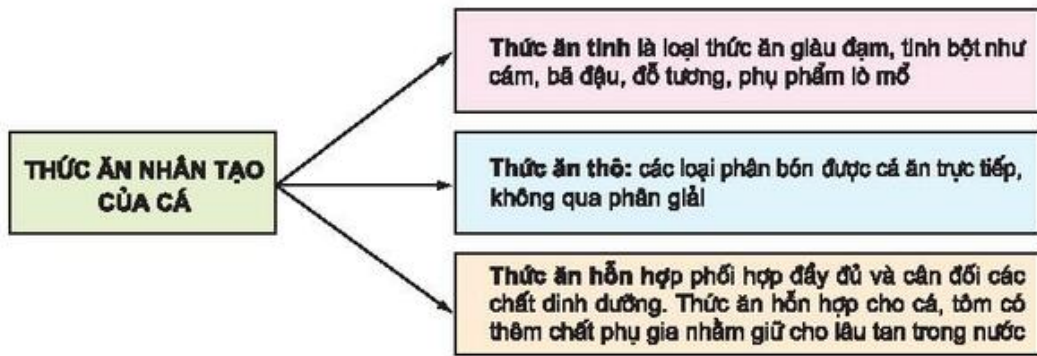 THỨC ĂN NHÂN TẠO
CỦA CÁ
Thức ăn tinh là loại thức ăn giàu đạm, tinh bột như
cám, bã đậu, đỗ tương, phụ phẩm lò mổ
Thức ăn thô: các loại phân bón được cá ăn trực tiếp,
không qua phân giải
Thức ăn hỗn hợp phối hợp đầy đủ và cân đối các
chất dinh dưỡng. Thức ăn hỗn hợp cho cá, tôm có
thêm chất phụ gia nhằm giữ cho lâu tan trong nước